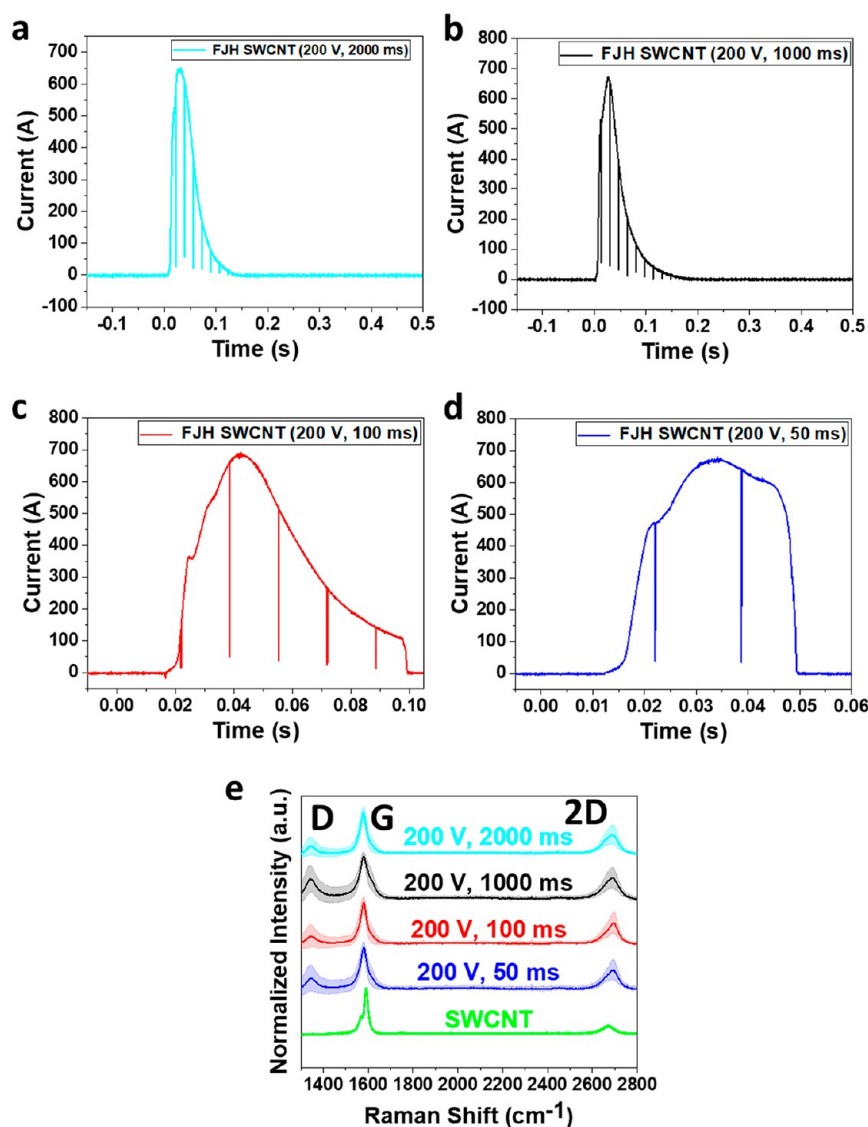 a
FJH SWCNT (200 V, 2000 ms)
700
600
500
400
300
200
100
0
-100
Current (A)
-0.1 0.0 0.1 0.2 0.3 0.4 0.5
Time (s)
b
FJH SWCNT (200 V, 1000 ms)
800
700
600
500
400
300
200
100
0
-100
Current (A)
-0.1 0.0 0.1 0.2 0.3 0.4 0.5
Time (s)
c
FJH SWCNT (200 V, 100 ms)
800
700
600
500
400
300
200
100
0
Current (A)
0.00 0.02 0.04 0.06 0.08 0.10
Time (s)
d
FJH SWCNT (200 V, 50 ms)
800
700
600
500
400
300
200
100
0
Current (A)
0.00 0.01 0.02 0.03 0.04 0.05 0.06
Time (s)
e
D G 2D
200 V, 2000 ms
200 V, 1000 ms
200 V, 100 ms
200 V, 50 ms
SWCNT
Normalized Intensity (a.u.)
1400 1600 1800 2000 2200 2400 2600 2800
Raman Shift (cm⁻¹)